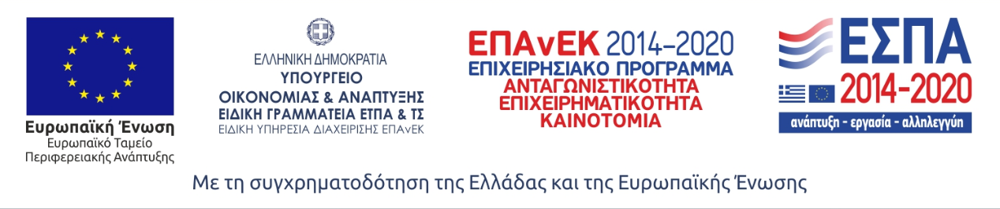 Ευρωπαϊκή Ένωση
Ευρωπαϊκό Ταμείο
Περιφερειακής Ανάπτυξης
ΕΛΛΗΝΙΚΗ ΔΗΜΟΚΡΑΤΙΑ
ΥΠΟΥΡΓΕΙΟ
ΟΙΚΟΝΟΜΙΑΣ & ΑΝΑΠΤΥΞΗΣ
ΕΙΔΙΚΗ ΓΡΑΜΜΑΤΕΙΑ ΕΤΠΑ & ΤΣ
ΕΙΔΙΚΗ ΥΠΗΡΕΣΙΑ ΔΙΑΧΕΙΡΙΣΗΣ ΕΠΑνΕΚ
ΕΠΑνΕΚ 2014–2020
ΕΠΙΧΕΙΡΗΣΙΑΚΟ ΠΡΟΓΡΑΜΜΑ
ΑΝΤΑΓΩΝΙΣΤΙΚΟΤΗΤΑ
ΕΠΙΧΕΙΡΗΜΑΤΙΚΟΤΗΤΑ
ΚΑΙΝΟΤΟΜΙΑ
ΕΣΠΑ
2014-2020
ανάπτυξη - εργασία - αλληλεγγύη
Με τη συγχρηματοδότηση της Ελλάδας και της Ευρωπαϊκής Ένωσης